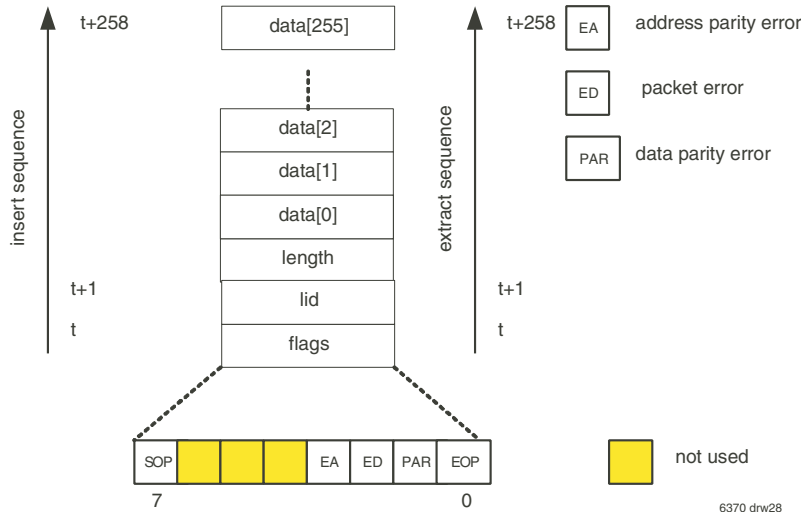 t+258
data[255]
t+258
EA
address parity error
ED
packet error
PAR
data parity error
insert sequence
extract sequence
data[2]
data[1]
data[0]
length
t+1
lid
t+1
t
flags
t
SOP
EA
ED
PAR
EOP
not used
7
0
6370 drw28